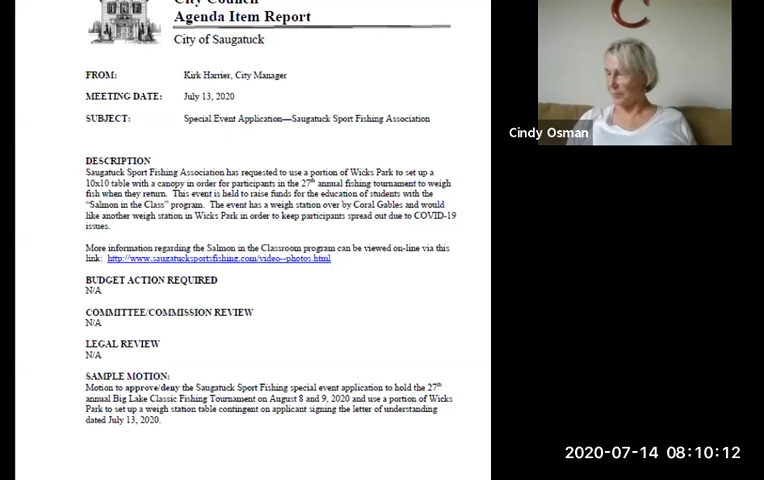 City Council
Agenda Item Report
City of Saugatuck
FROM: Kirk Harrier, City Manager
MEETING DATE: July 13, 2020
SUBJECT: Special Event Application—Saugatuck Sport Fishing Association
DESCRIPTION
Saugatuck Sport Fishing Association has requested to use a portion of Wicks Park to set up a
10x10 table with a canopy in order for participants in the 27th annual fishing tournament to weigh
fish when they return. This event is held to raise funds for the education of students with the
“Salmon in the Class” program. The event has a weigh station over by Coral Gables and would
like another weigh station in Wicks Park in order to keep participants spread out due to COVID-19
issues.
More information regarding the Salmon in the Classroom program can be viewed on-line via this
link: http://www.saugatucksportsfishing.com/video--photos.html
BUDGET ACTION REQUIRED
N/A
COMMITTEE/COMMISSION REVIEW
N/A
LEGAL REVIEW
N/A
SAMPLE MOTION:
Motion to approve/deny the Saugatuck Sport Fishing special event application to hold the 27th
annual Big Lake Classic Fishing Tournament on August 8 and 9, 2020 and use a portion of Wicks
Park to set up a weigh station table contingent on applicant signing the letter of understanding
dated July 13, 2020.
C
Cindy Osman
2020-07-14 08:10:12